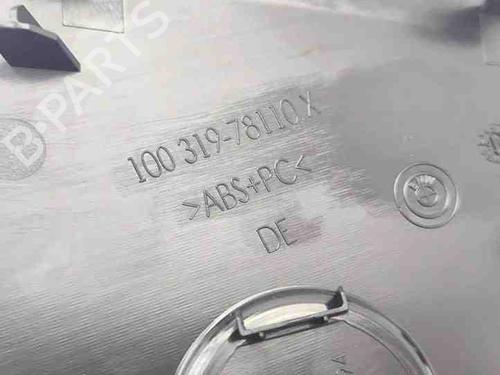 B-PARTS
100 319-78110 X
>ABS+PC<
DE